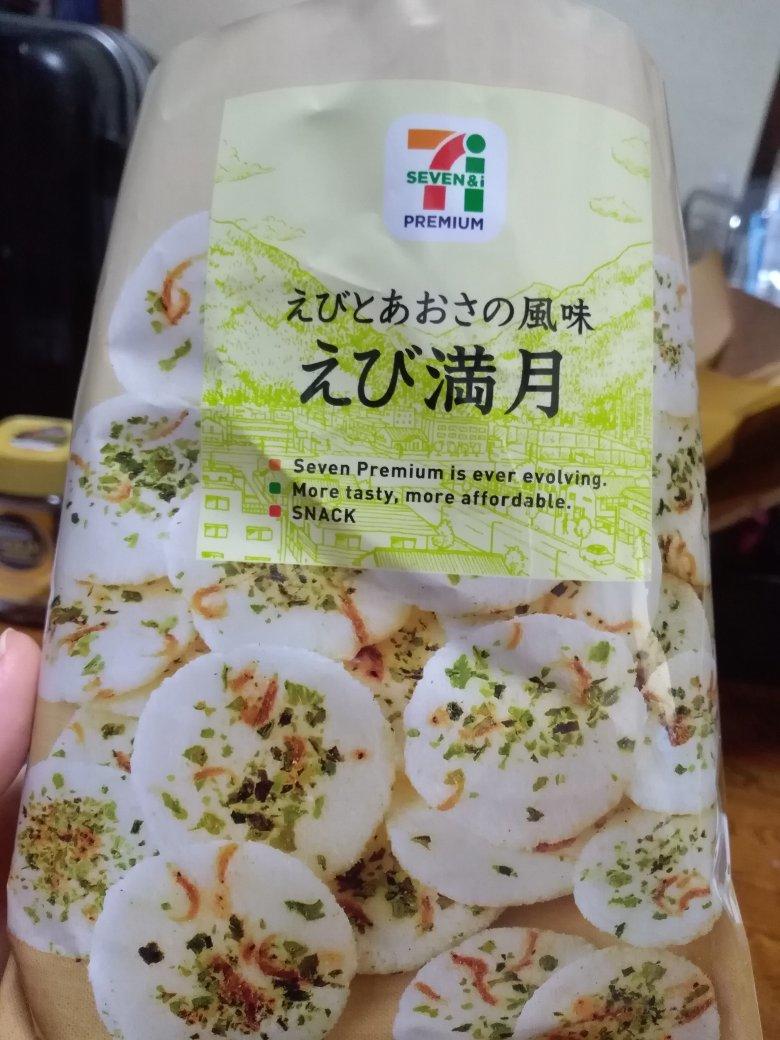 7i
SEVEN&i
PREMIUM
えびとあおさの風味
えび満月
Seven Premium is ever evolving.
More tasty, more affordable.
SNACK